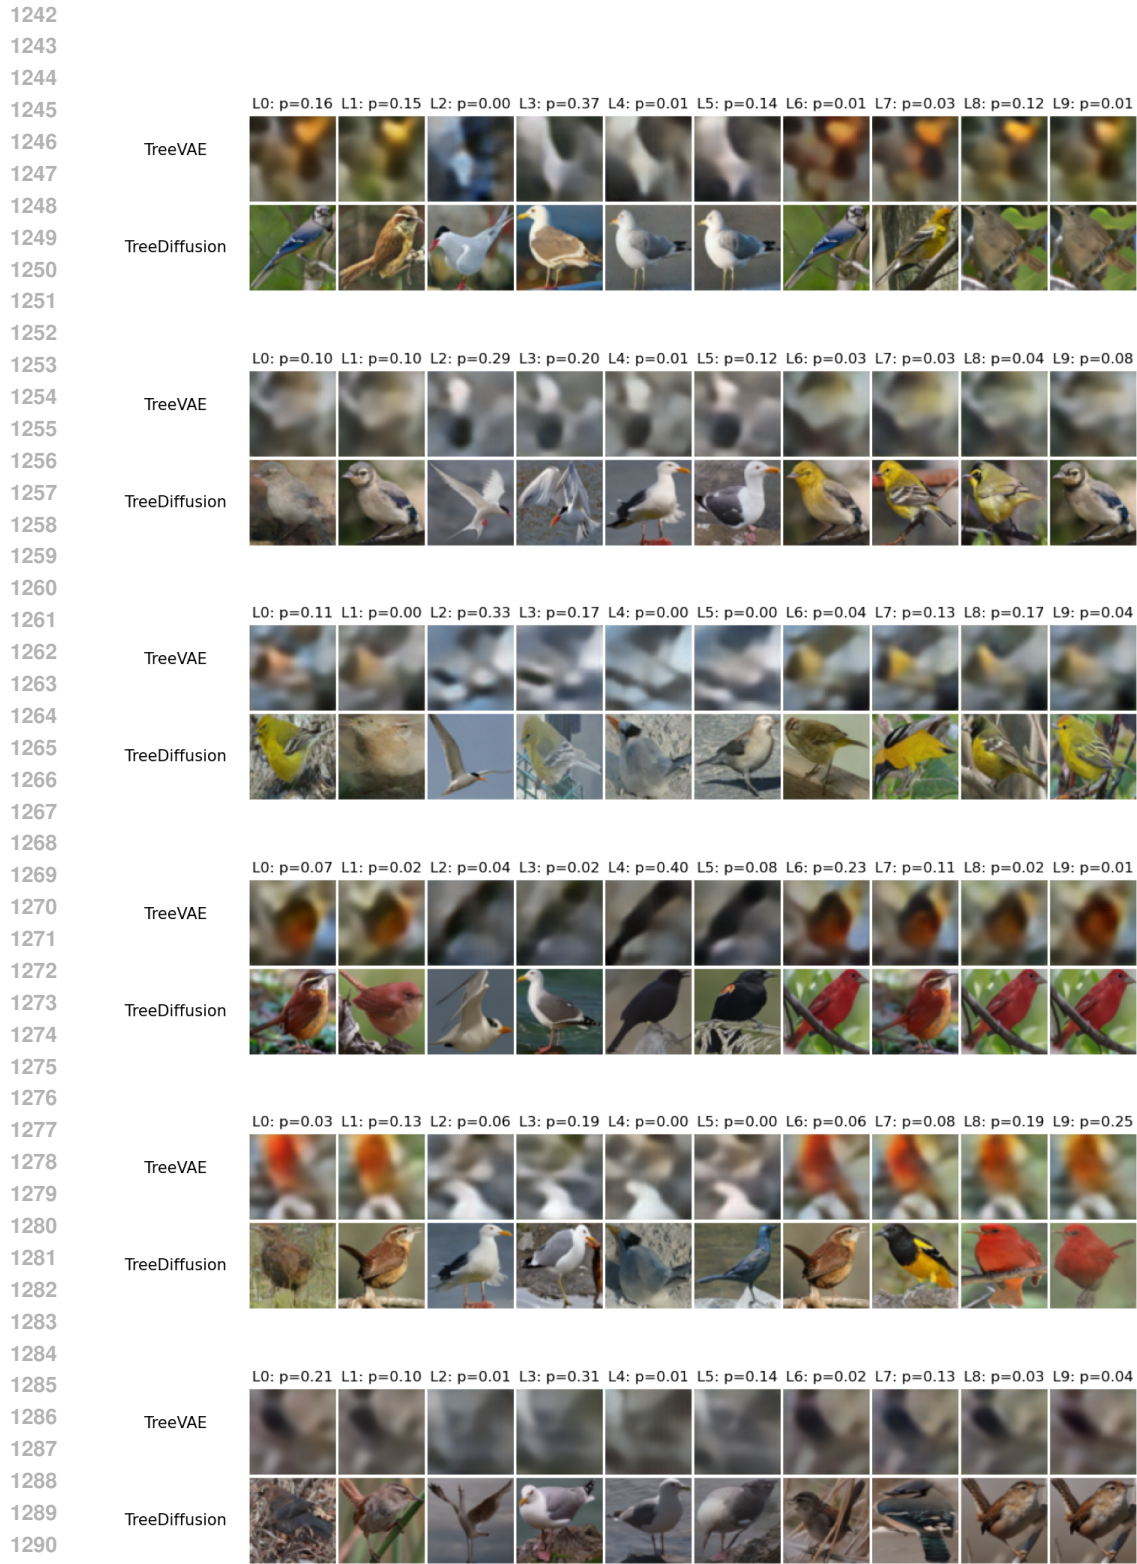 1242
1243
1244
1245
L0: p=0.16 L1: p=0.15 L2: p=0.00 L3: p=0.37 L4: p=0.01 L5: p=0.14 L6: p=0.01 L7: p=0.03 L8: p=0.12 L9: p=0.01
1246
TreeVAE
1247
1248
1249
TreeDiffusion
1250
1251
1252
1253
L0: p=0.10 L1: p=0.10 L2: p=0.29 L3: p=0.20 L4: p=0.01 L5: p=0.12 L6: p=0.03 L7: p=0.03 L8: p=0.04 L9: p=0.08
1254
TreeVAE
1255
1256
1257
TreeDiffusion
1258
1259
1260
1261
L0: p=0.11 L1: p=0.00 L2: p=0.33 L3: p=0.17 L4: p=0.00 L5: p=0.00 L6: p=0.04 L7: p=0.13 L8: p=0.17 L9: p=0.04
1262
TreeVAE
1263
1264
1265
TreeDiffusion
1266
1267
1268
1269
L0: p=0.07 L1: p=0.02 L2: p=0.04 L3: p=0.02 L4: p=0.40 L5: p=0.08 L6: p=0.23 L7: p=0.11 L8: p=0.02 L9: p=0.01
1270
TreeVAE
1271
1272
1273
TreeDiffusion
1274
1275
1276
1277
L0: p=0.03 L1: p=0.13 L2: p=0.06 L3: p=0.19 L4: p=0.00 L5: p=0.00 L6: p=0.06 L7: p=0.08 L8: p=0.19 L9: p=0.25
1278
TreeVAE
1279
1280
1281
TreeDiffusion
1282
1283
1284
1285
L0: p=0.21 L1: p=0.10 L2: p=0.01 L3: p=0.31 L4: p=0.01 L5: p=0.14 L6: p=0.02 L7: p=0.13 L8: p=0.03 L9: p=0.04
1286
TreeVAE
1287
1288
1289
TreeDiffusion
1290